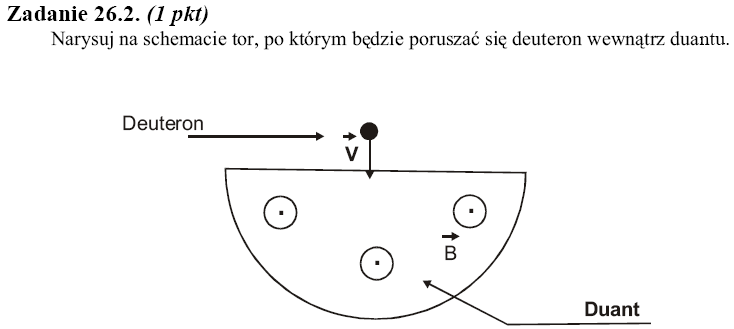 Zadanie 26.2. (1 pkt)
Narysuj na schemacie tor, po którym będzie poruszać się deuteron wewnątrz duantu.
Deuteron
V
B
Duant